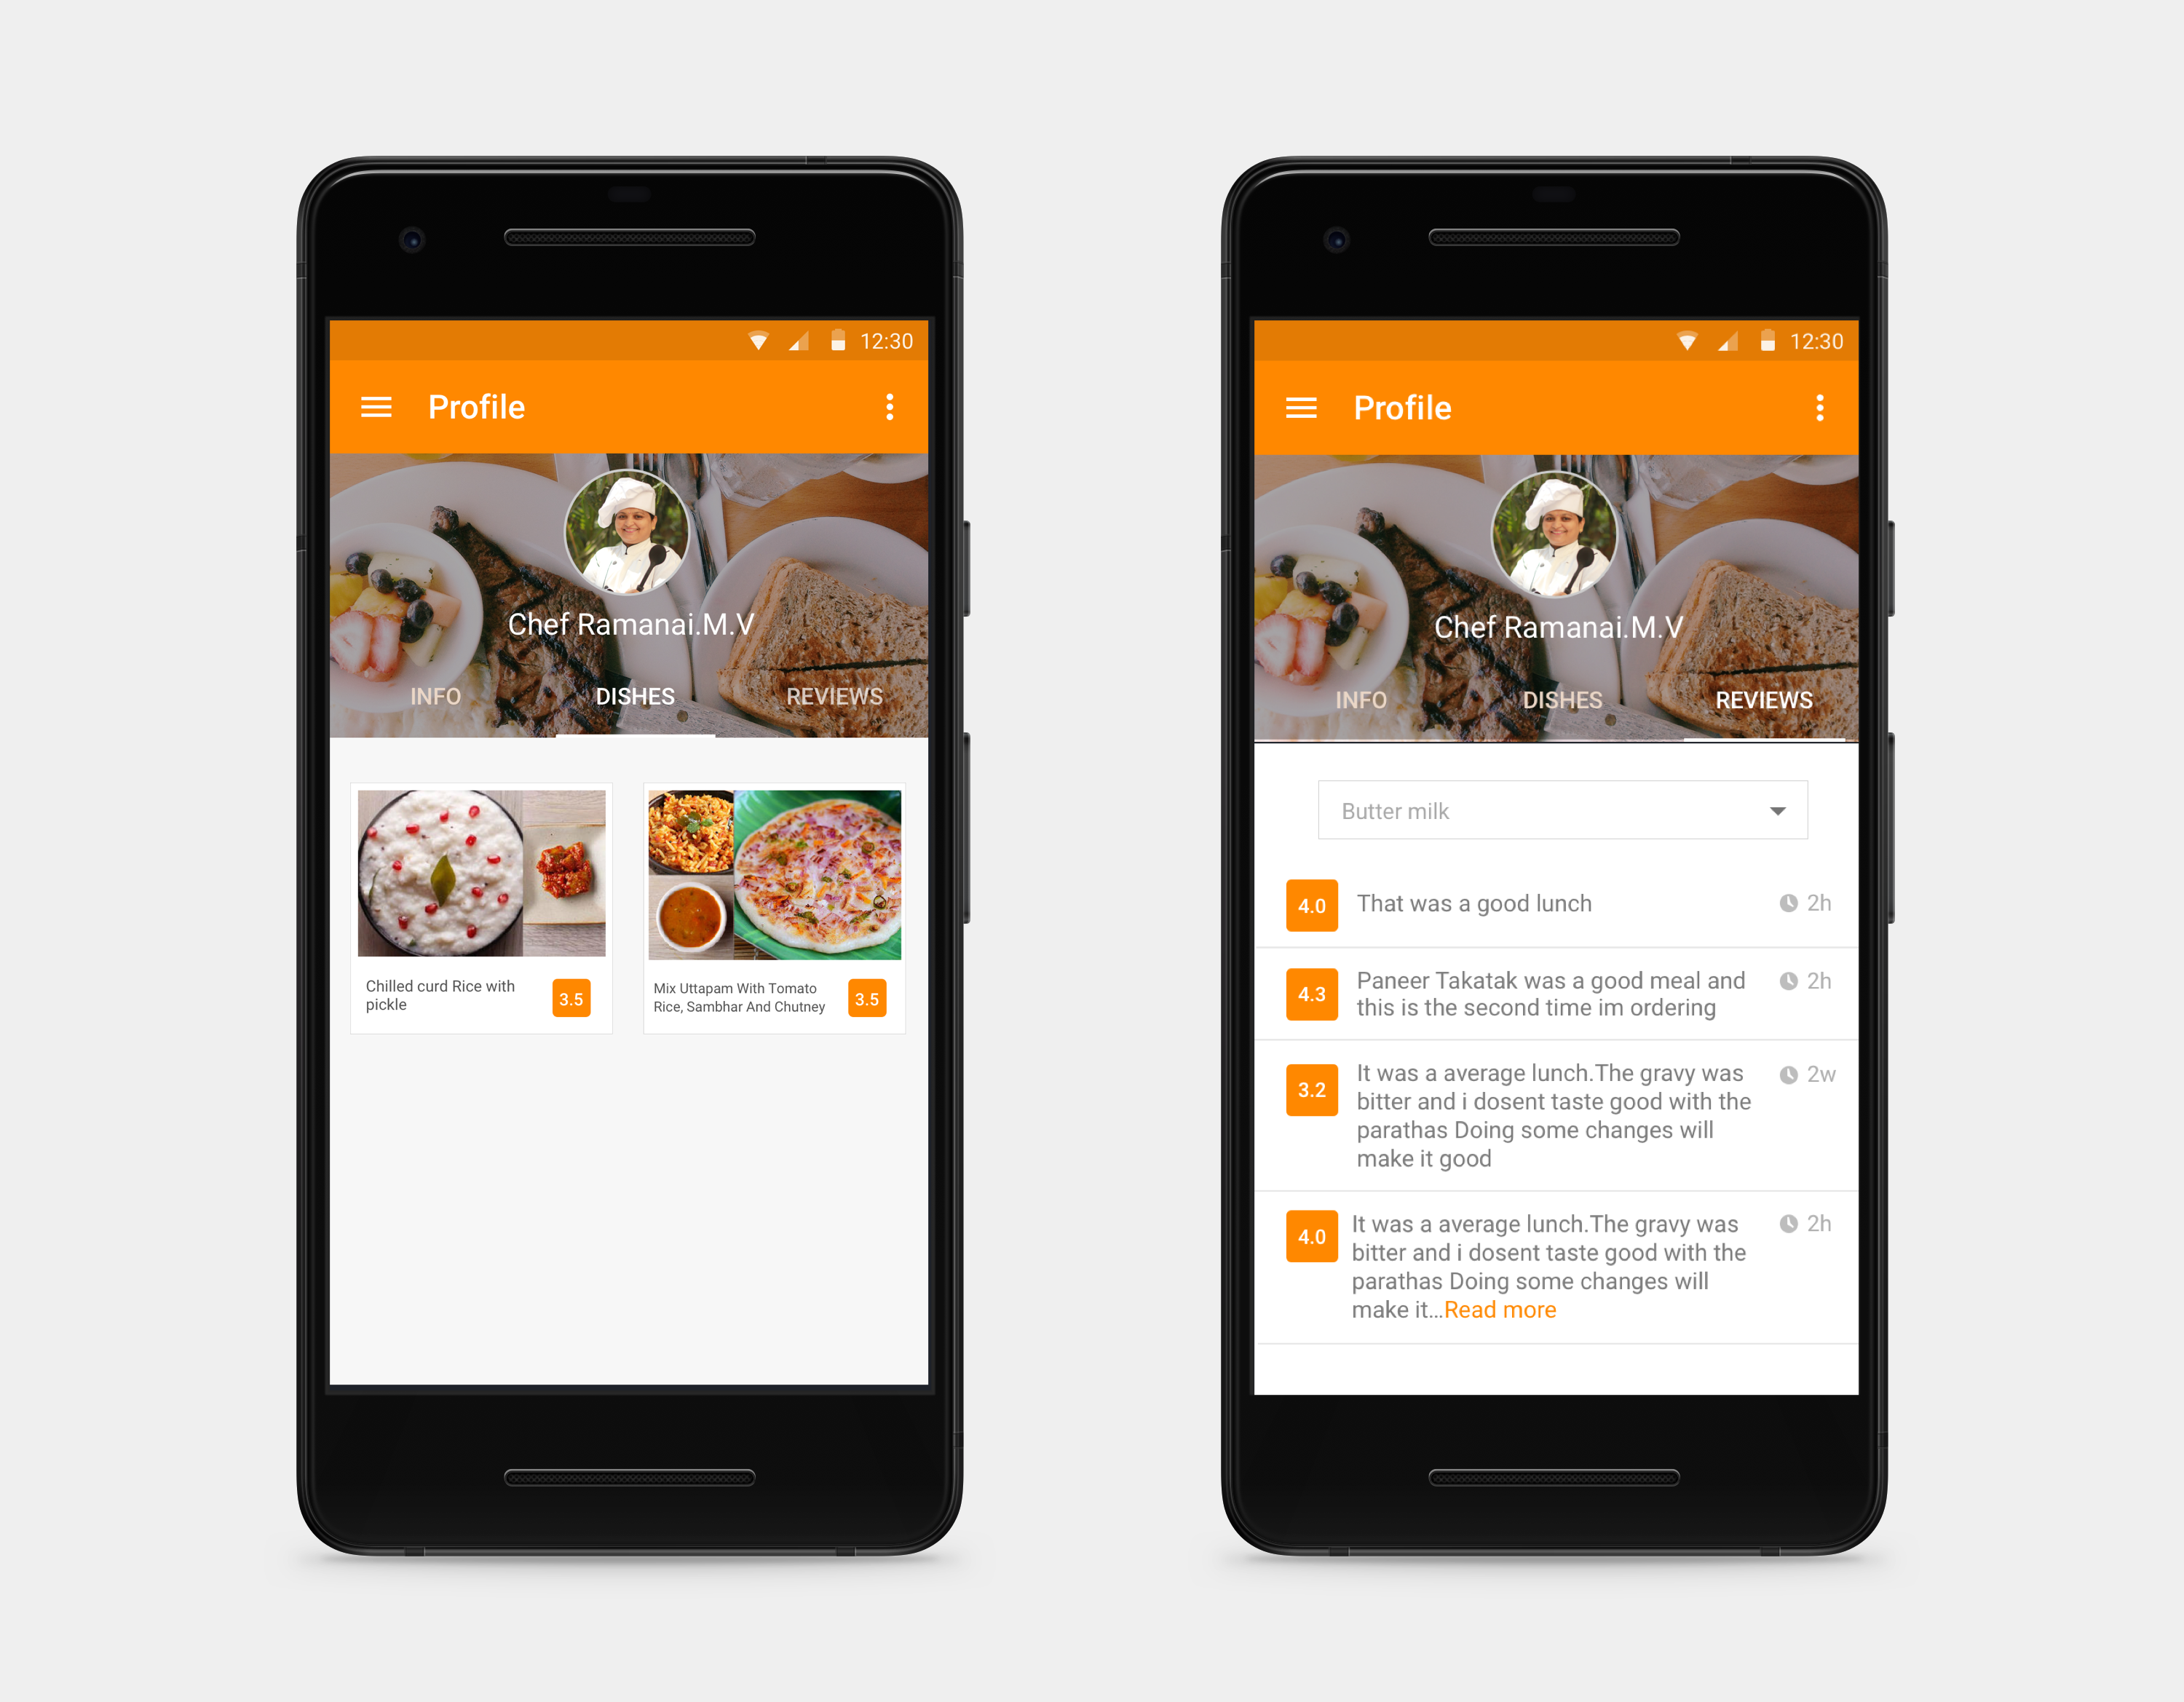 12:30
Profile
Chef Ramanai.M.V
INFO DISHES REVIEWS
Chilled curd Rice with
pickle
3.5
Mix Uttapam With Tomato
Rice, Sambhar And Chutney
3.5
12:30
Profile
Chef Ramanai.M.V
INFO DISHES REVIEWS
Butter milk
4.0 That was a good lunch 2h
4.3 Paneer Takatak was a good meal and 2h
this is the second time im ordering
3.2 It was a average lunch.The gravy was 2w
bitter and i dosent taste good with the
parathas Doing some changes will
make it good
4.0 It was a average lunch.The gravy was 2h
bitter and i dosent taste good with the
parathas Doing some changes will
make it...Read more